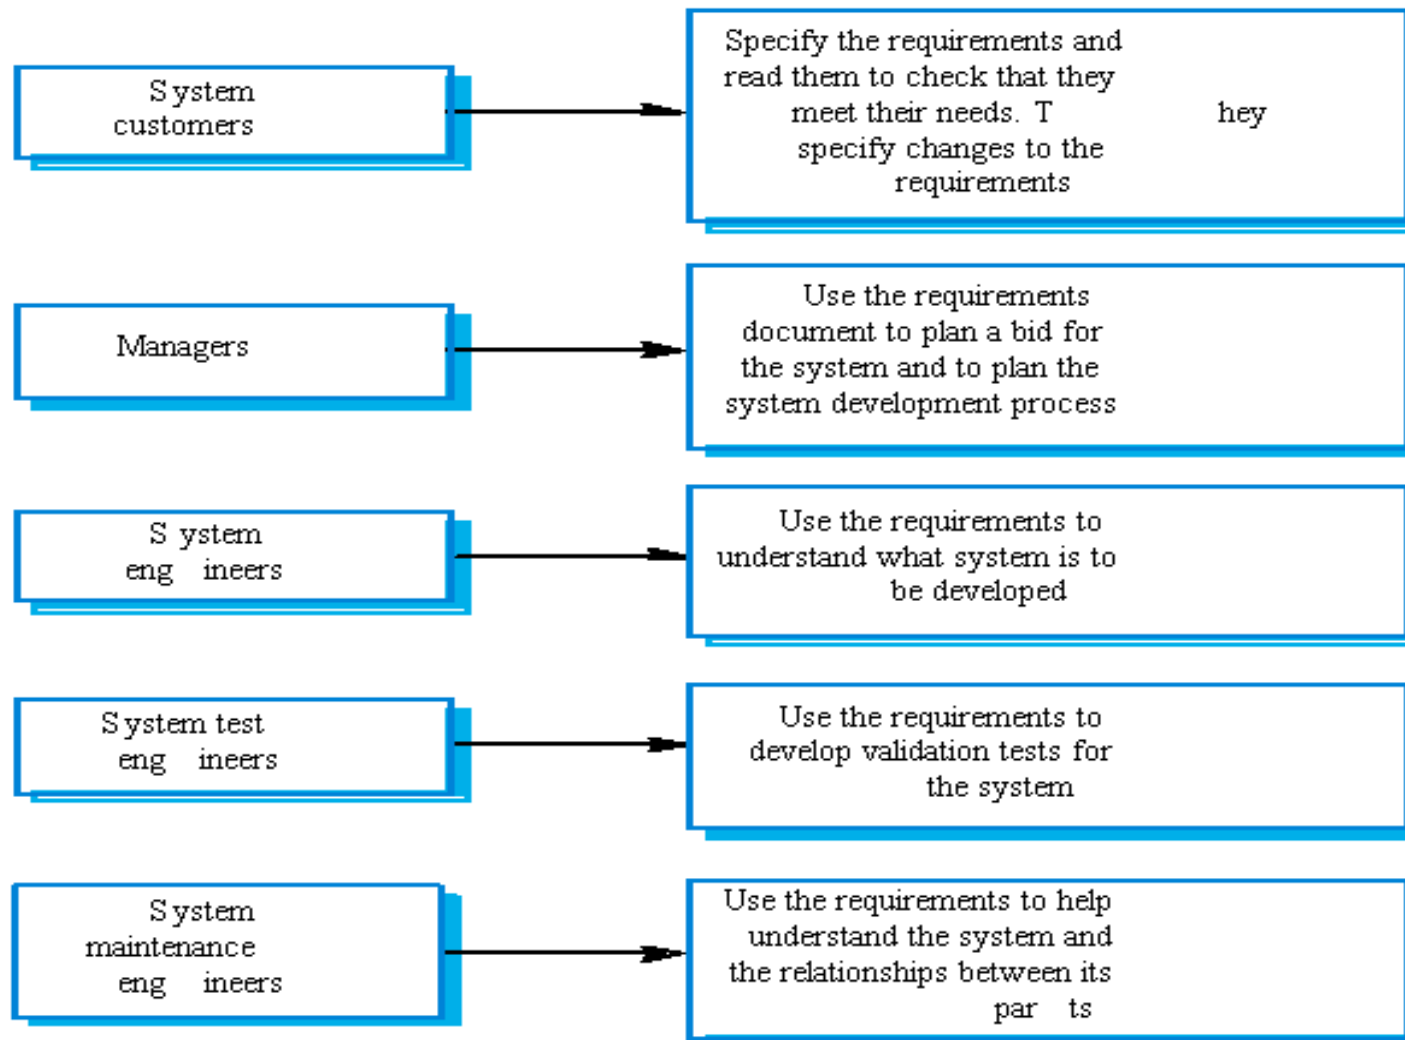 System
customers
Specify the requirements and
read them to check that they
meet their needs. T hey
specify changes to the
requirements
Managers
Use the requirements
document to plan a bid for
the system and to plan the
system development process
S ystem
eng ineers
Use the requirements to
understand what system is to
be developed
System test
eng ineers
Use the requirements to
develop validation tests for
the system
System
maintenance
eng ineers
Use the requirements to help
understand the system and
the relationships between its
par ts